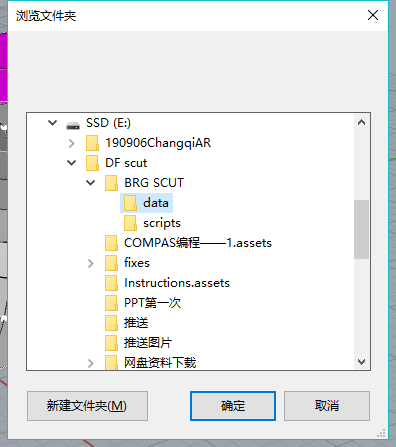 浏览文件夹
SSD (E:)
190906ChangqiAR
DF scut
BRG SCUT
data
scripts
COMPAS编程——1.assets
fixes
Instructions.assets
PPT第一次
推送
推送图片
网盘资料下载
新建文件夹(M)
确定
取消